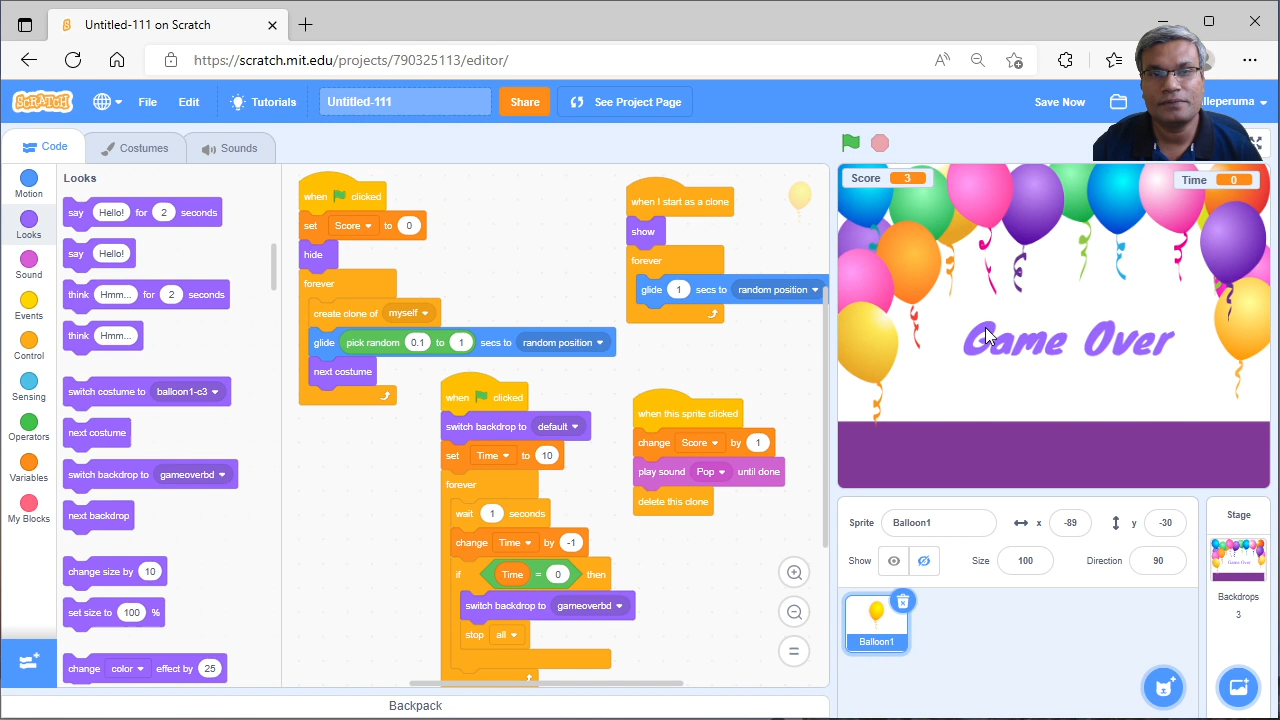 Untitled-111 on Scratch
https://scratch.mit.edu/projects/790325113/editor/
SCRATCH
File
Edit
Tutorials
Untitled-111
Share
See Project Page
Save Now
lleperuma
Code
Costumes
Sounds
Motion
Looks
Sound
Events
Control
Sensing
Operators
Variables
My Blocks
Looks
say Hello! for 2 seconds
say Hello!
think Hmm... for 2 seconds
think Hmm...
switch costume to balloon1-c3
next costume
switch backdrop to gameoverbd
next backdrop
change size by 10
set size to 100 %
change color effect by 25
when clicked
set Score to 0
hide
forever
create clone of myself
glide pick random 0.1 to 1 secs to random position
next costume
when clicked
switch backdrop to default
set Time to 10
forever
wait 1 seconds
change Time by -1
if Time = 0 then
switch backdrop to gameoverbd
stop all
when I start as a clone
show
forever
glide 1 secs to random position
when this sprite clicked
change Score by 1
play sound Pop until done
delete this clone
Backpack
Score 3
Time 0
Game Over
Sprite Balloon1 x -89 y -30
Show Size 100 Direction 90
Balloon1
Stage
Game Over
Backdrops
3